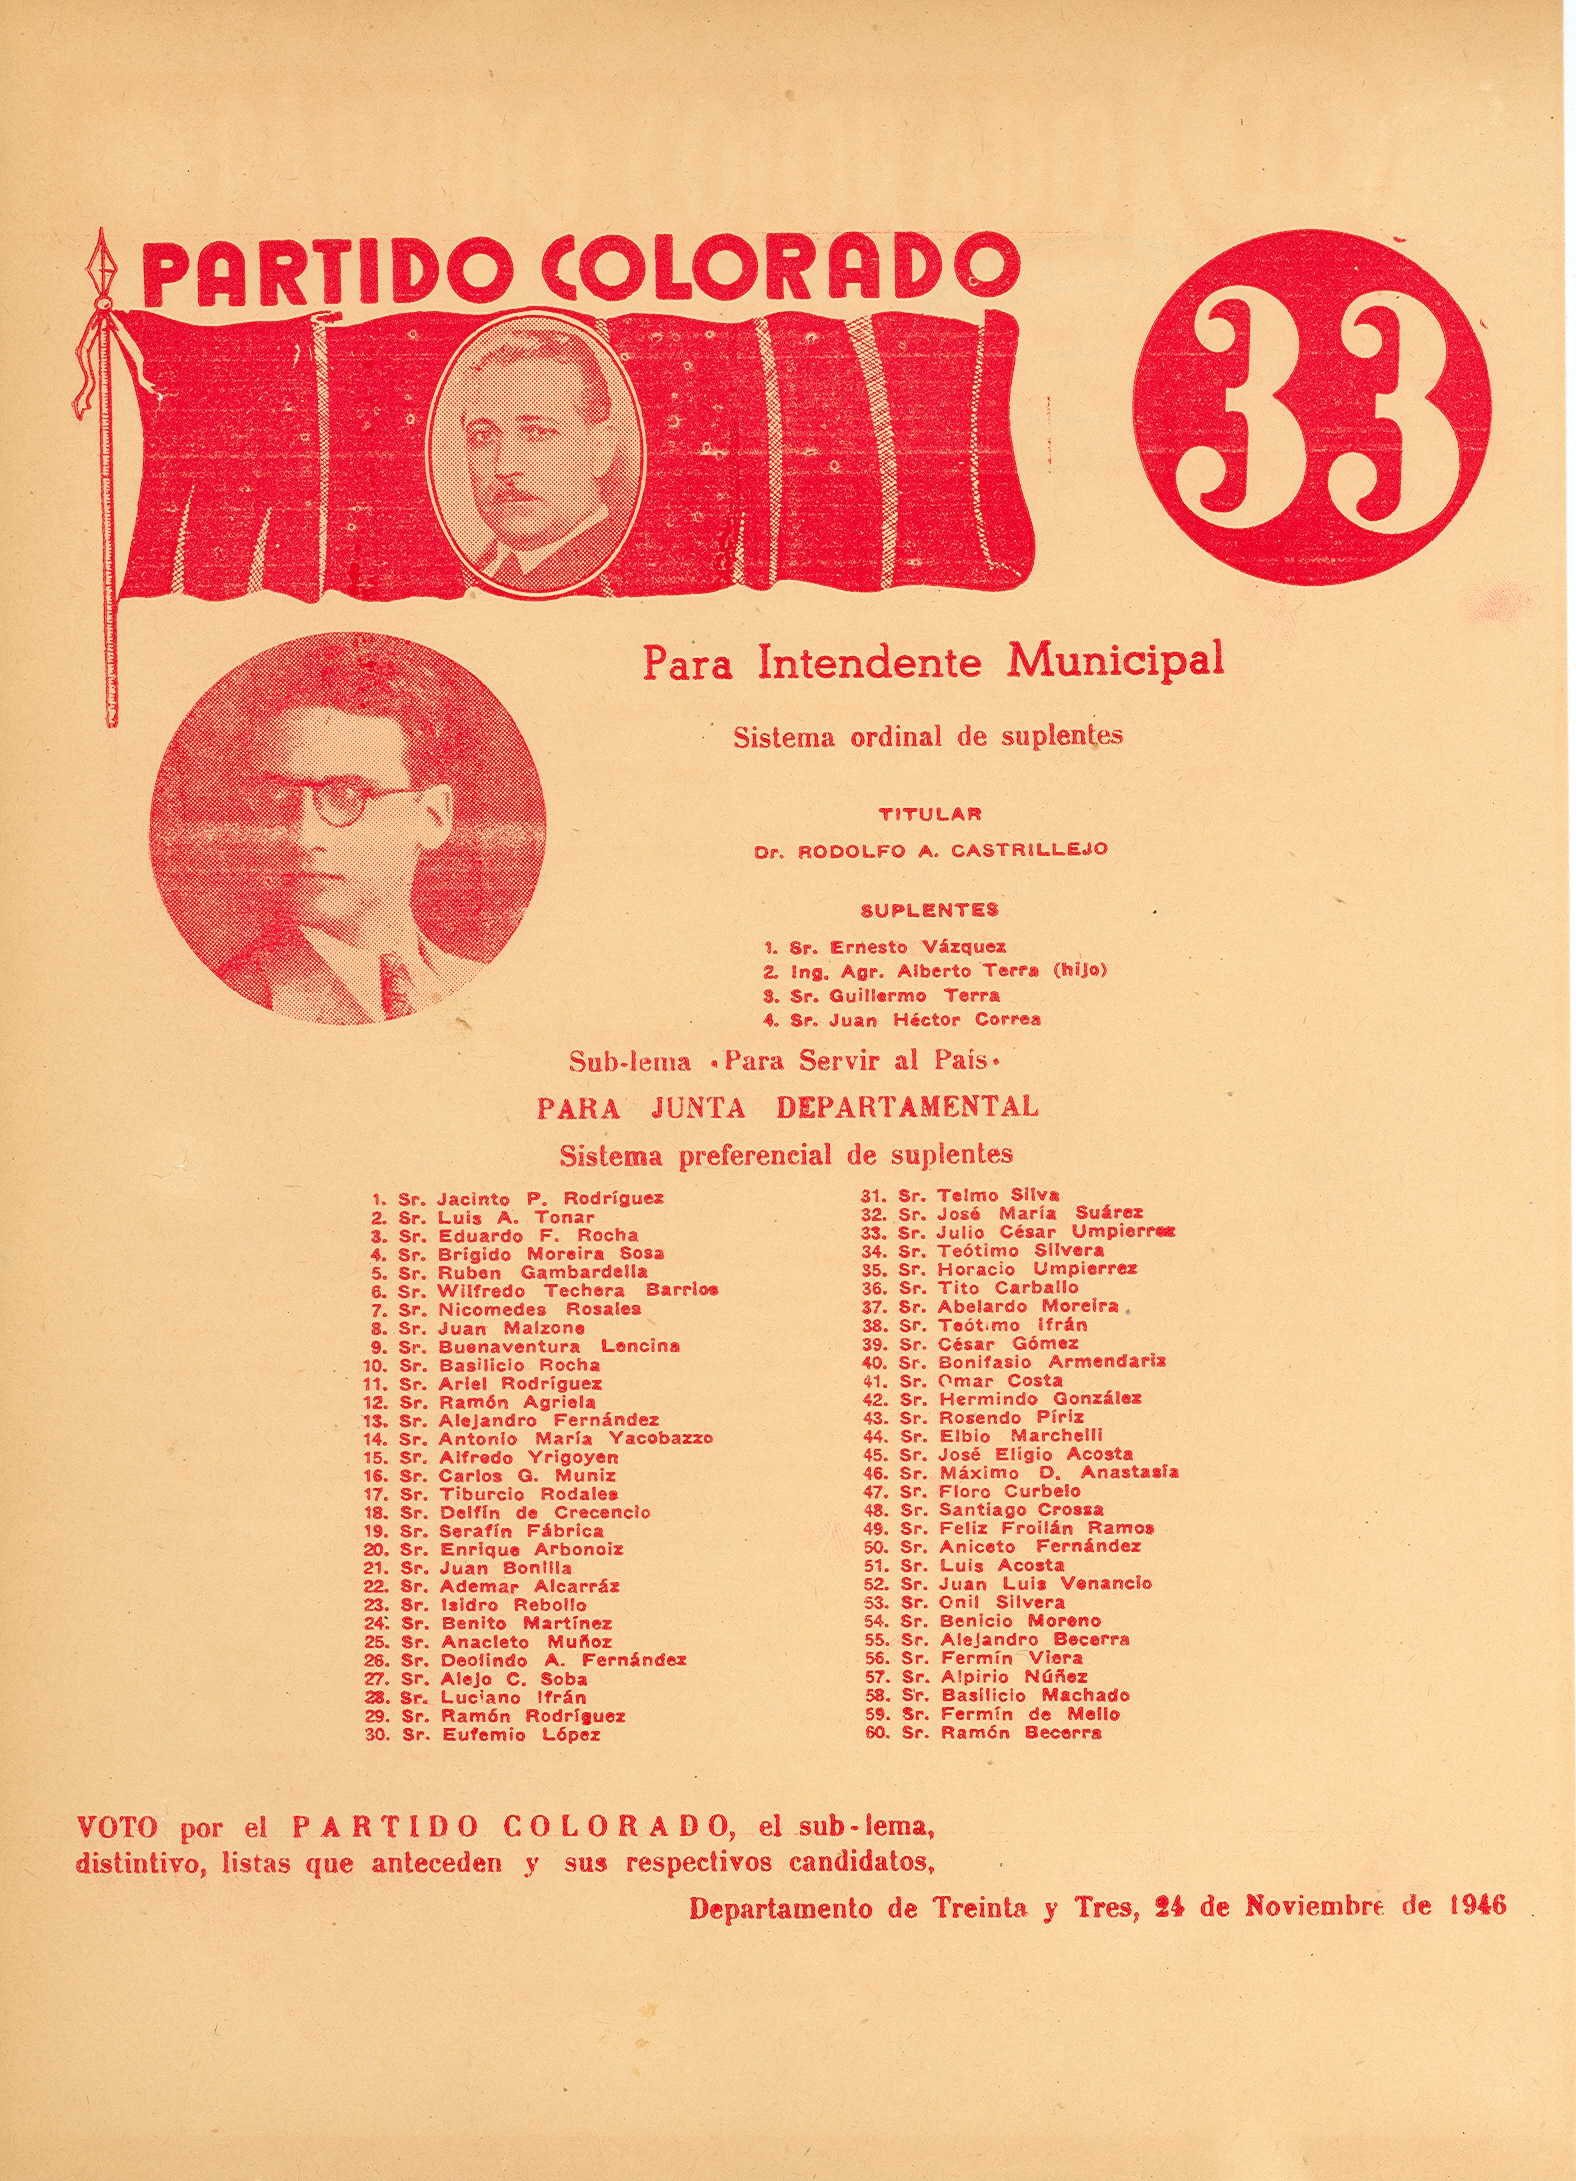 PARTIDO COLORADO
33
Para Intendente Municipal
Sistema ordinal de suplentes
TITULAR
Dr. RODOLFO A. CASTRILLEJO
SUPLENTES
1. Sr. Ernesto Vázquez
2. Ing. Agr. Alberto Terra (hijo)
3. Sr. Guillermo Terra
4. Sr. Juan Héctor Correa
Sub-lema «Para Servir al País»
PARA JUNTA DEPARTAMENTAL
Sistema preferencial de suplentes
1. Sr. Jacinto P. Rodríguez
2. Sr. Luis A. Tonar
3. Sr. Eduardo F. Rocha
4. Sr. Brígido Moreira Sosa
5. Sr. Ruben Gambardella
6. Sr. Wilfredo Techera Barrios
7. Sr. Nicomedes Rosales
8. Sr. Juan Malzone
9. Sr. Buenaventura Lencina
10. Sr. Basilicio Rocha
11. Sr. Ariel Rodríguez
12. Sr. Ramón Agriela
13. Sr. Alejandro Fernández
14. Sr. Antonio María Yacobazzo
15. Sr. Alfredo Yrigoyen
16. Sr. Carlos G. Muniz
17. Sr. Tiburcio Rodales
18. Sr. Delfín de Crecencio
19. Sr. Serafín Fábrica
20. Sr. Enrique Arbonoiz
21. Sr. Juan Bonilla
22. Sr. Ademar Alcarráz
23. Sr. Isidro Rebollo
24. Sr. Benito Martínez
25. Sr. Anacleto Muñoz
26. Sr. Deolindo A. Fernández
27. Sr. Alejo C. Soba
28. Sr. Luciano Ifrán
29. Sr. Ramón Rodríguez
30. Sr. Eufemio López
31. Sr. Telmo Silva
32. Sr. José María Suárez
33. Sr. Julio César Umpierrez
34. Sr. Teótimo Silvera
35. Sr. Horacio Umpierrez
36. Sr. Tito Carballo
37. Sr. Abelardo Moreira
38. Sr. Teótimo Ifrán
39. Sr. César Gómez
40. Sr. Bonifasio Armendariz
41. Sr. Omar Costa
42. Sr. Hermindo González
43. Sr. Rosendo Píriz
44. Sr. Elbio Marchelli
45. Sr. José Eligio Acosta
46. Sr. Máximo D. Anastasía
47. Sr. Floro Curbelo
48. Sr. Santiago Crossa
49. Sr. Feliz Froilán Ramos
50. Sr. Aniceto Fernández
51. Sr. Luis Acosta
52. Sr. Juan Luis Venancio
53. Sr. Onil Silvera
54. Sr. Benicio Moreno
55. Sr. Alejandro Becerra
56. Sr. Fermín Viera
57. Sr. Alpirio Núñez
58. Sr. Basilicio Machado
59. Sr. Fermín de Mello
60. Sr. Ramón Becerra
VOTO por el PARTIDO COLORADO, el sub-lema,
distintivo, listas que anteceden y sus respectivos candidatos,
Departamento de Treinta y Tres, 24 de Noviembre de 1946